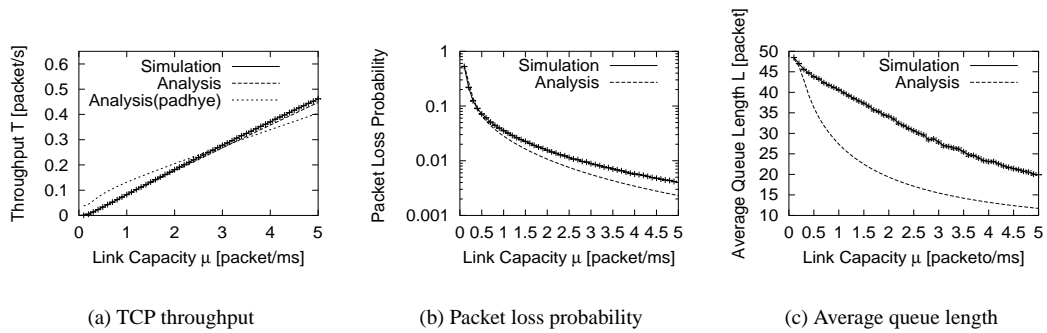 Throughput T [packet/s]
0.6
0.5
0.4
0.3
0.2
0.1
0
Simulation
Analysis
Analysis(padhye)
0 1 2 3 4 5
Link Capacity μ [packet/ms]
(a) TCP throughput
Packet Loss Probability
1
0.1
0.01
0.001
Simulation
Analysis
0 0.5 1 1.5 2 2.5 3 3.5 4 4.5 5
Link Capacity μ [packet/ms]
(b) Packet loss probability
Average Queue Length L [packet]
50
45
40
35
30
25
20
15
10
Simulation
Analysis
0 0.5 1 1.5 2 2.5 3 3.5 4 4.5 5
Link Capacity μ [packeto/ms]
(c) Average queue length